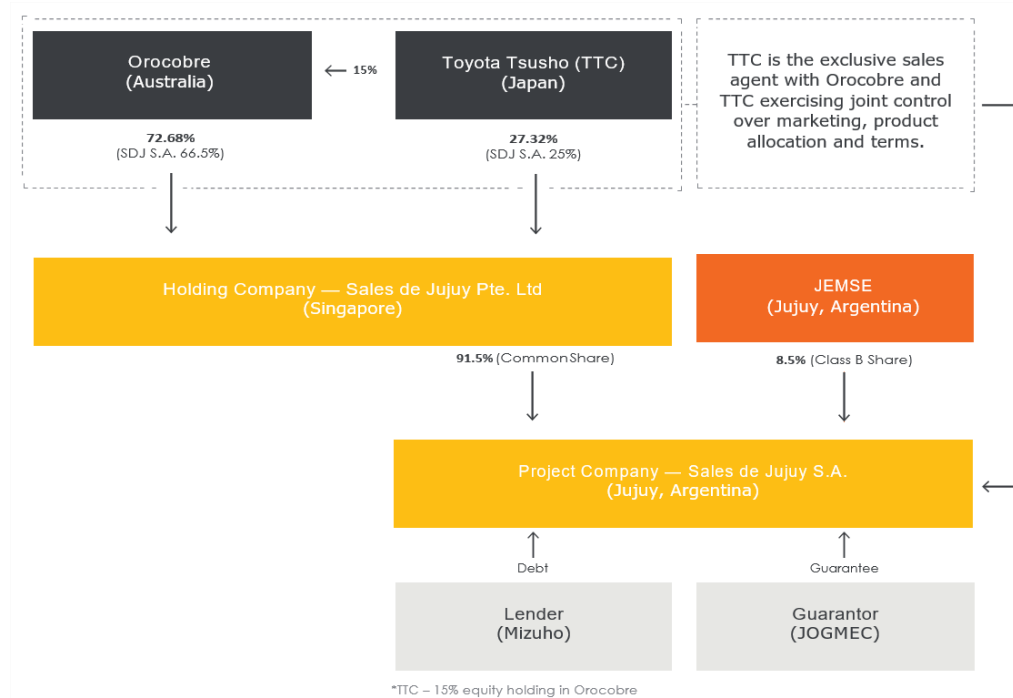 Orocobre
(Australia)
15%
Toyota Tsusho (TTC)
(Japan)
TTC is the exclusive sales
agent with Orocobre and
TTC exercising joint control
over marketing, product
allocation and terms.
72.68%
(SDJ S.A. 66.5%)
27.32%
(SDJ S.A. 25%)
Holding Company — Sales de Jujuy Pte. Ltd
(Singapore)
JEMSE
(Jujuy, Argentina)
91.5% (CommonShare)
8.5% (Class B Share)
Project Company — Sales de Jujuy S.A.
(Jujuy, Argentina)
Debt
Guarantee
Lender
(Mizuho)
Guarantor
(JOGMEC)
*TTC – 15% equity holding in Orocobre